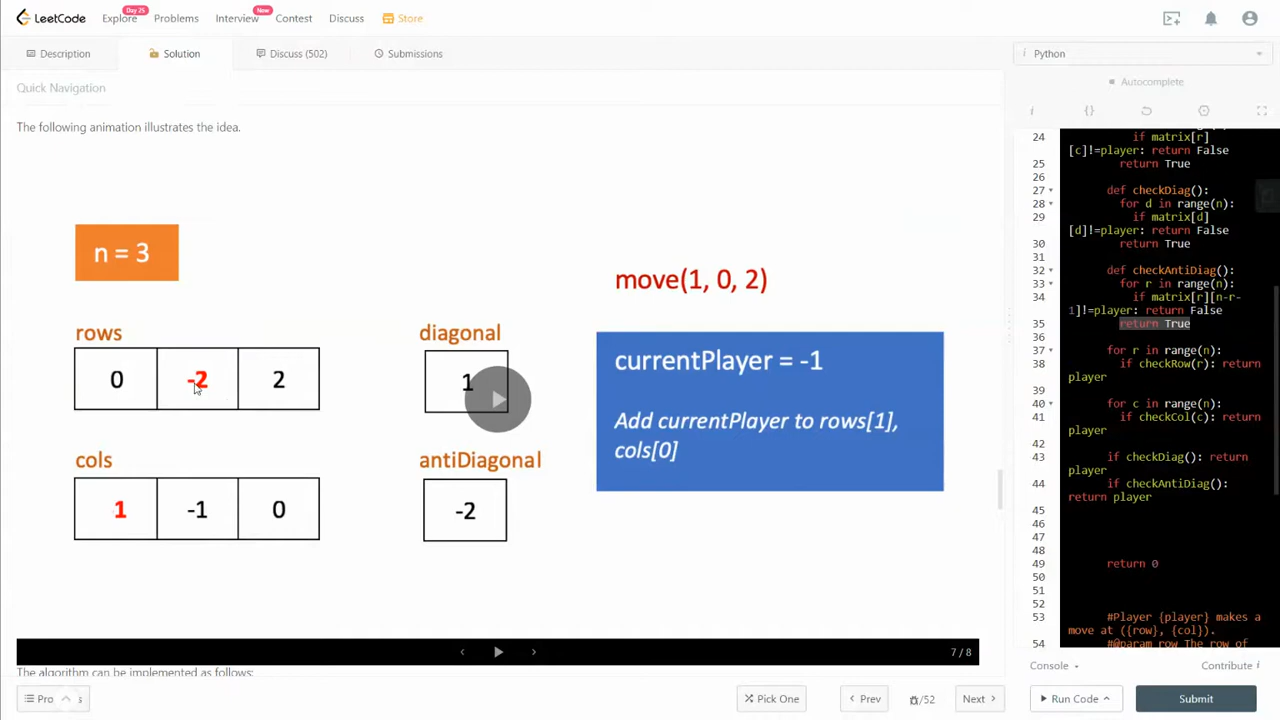 LeetCode
Explore
Day 25
Problems
Interview
New
Contest
Discuss
Store
Description
Solution
Discuss (502)
Submissions
i Python
Quick Navigation
Autocomplete
The following animation illustrates the idea.
n = 3
move(1, 0, 2)
rows
0 -2 2
diagonal
1
currentPlayer = -1
Add currentPlayer to rows[1],
cols[0]
cols
1 -1 0
antiDiagonal
-2
7 / 8
The algorithm can be implemented as follows:
i {}
24 if matrix[r]
[c]!=player: return False
25 return True
26
27 def checkDiag():
28 for d in range(n):
29 if matrix[d]
[d]!=player: return False
30 return True
31
32 def checkAntiDiag():
33 for r in range(n):
34 if matrix[r][n-r-
1]!=player: return False
35 return True
36
37 for r in range(n):
38 if checkRow(r): return
player
39
40 for c in range(n):
41 if checkCol(c): return
player
42
43 if checkDiag(): return
player
44 if checkAntiDiag():
return player
45
46
47
48
49 return 0
50
51
52
53 #Player {player} makes a
move at ({row}, {col}).
54 #@param row The row of
Console
Contribute i
Pick One
Prev
/52
Next
Run Code
Submit